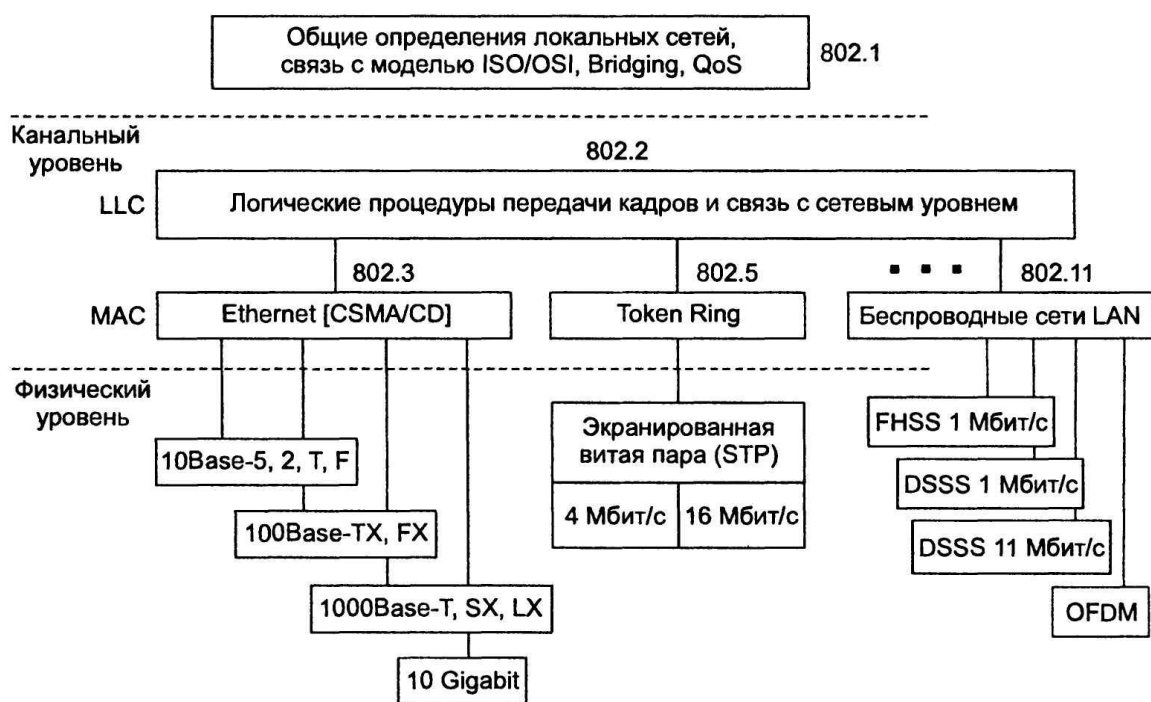 Общие определения локальных сетей,
связь с моделью ISO/OSI, Bridging, QoS
802.1
Канальный
уровень
802.2
LLC
Логические процедуры передачи кадров и связь с сетевым уровнем
802.3
802.5
802.11
MAC
Ethernet [CSMA/CD]
Token Ring
Беспроводные сети LAN
Физический
уровень
10Base-5, 2, T, F
100Base-TX, FX
1000Base-T, SX, LX
10 Gigabit
Экранированная
витая пара (STP)
4 Мбит/с
16 Мбит/с
FHSS 1 Мбит/с
DSSS 1 Мбит/с
DSSS 11 Мбит/с
OFDM